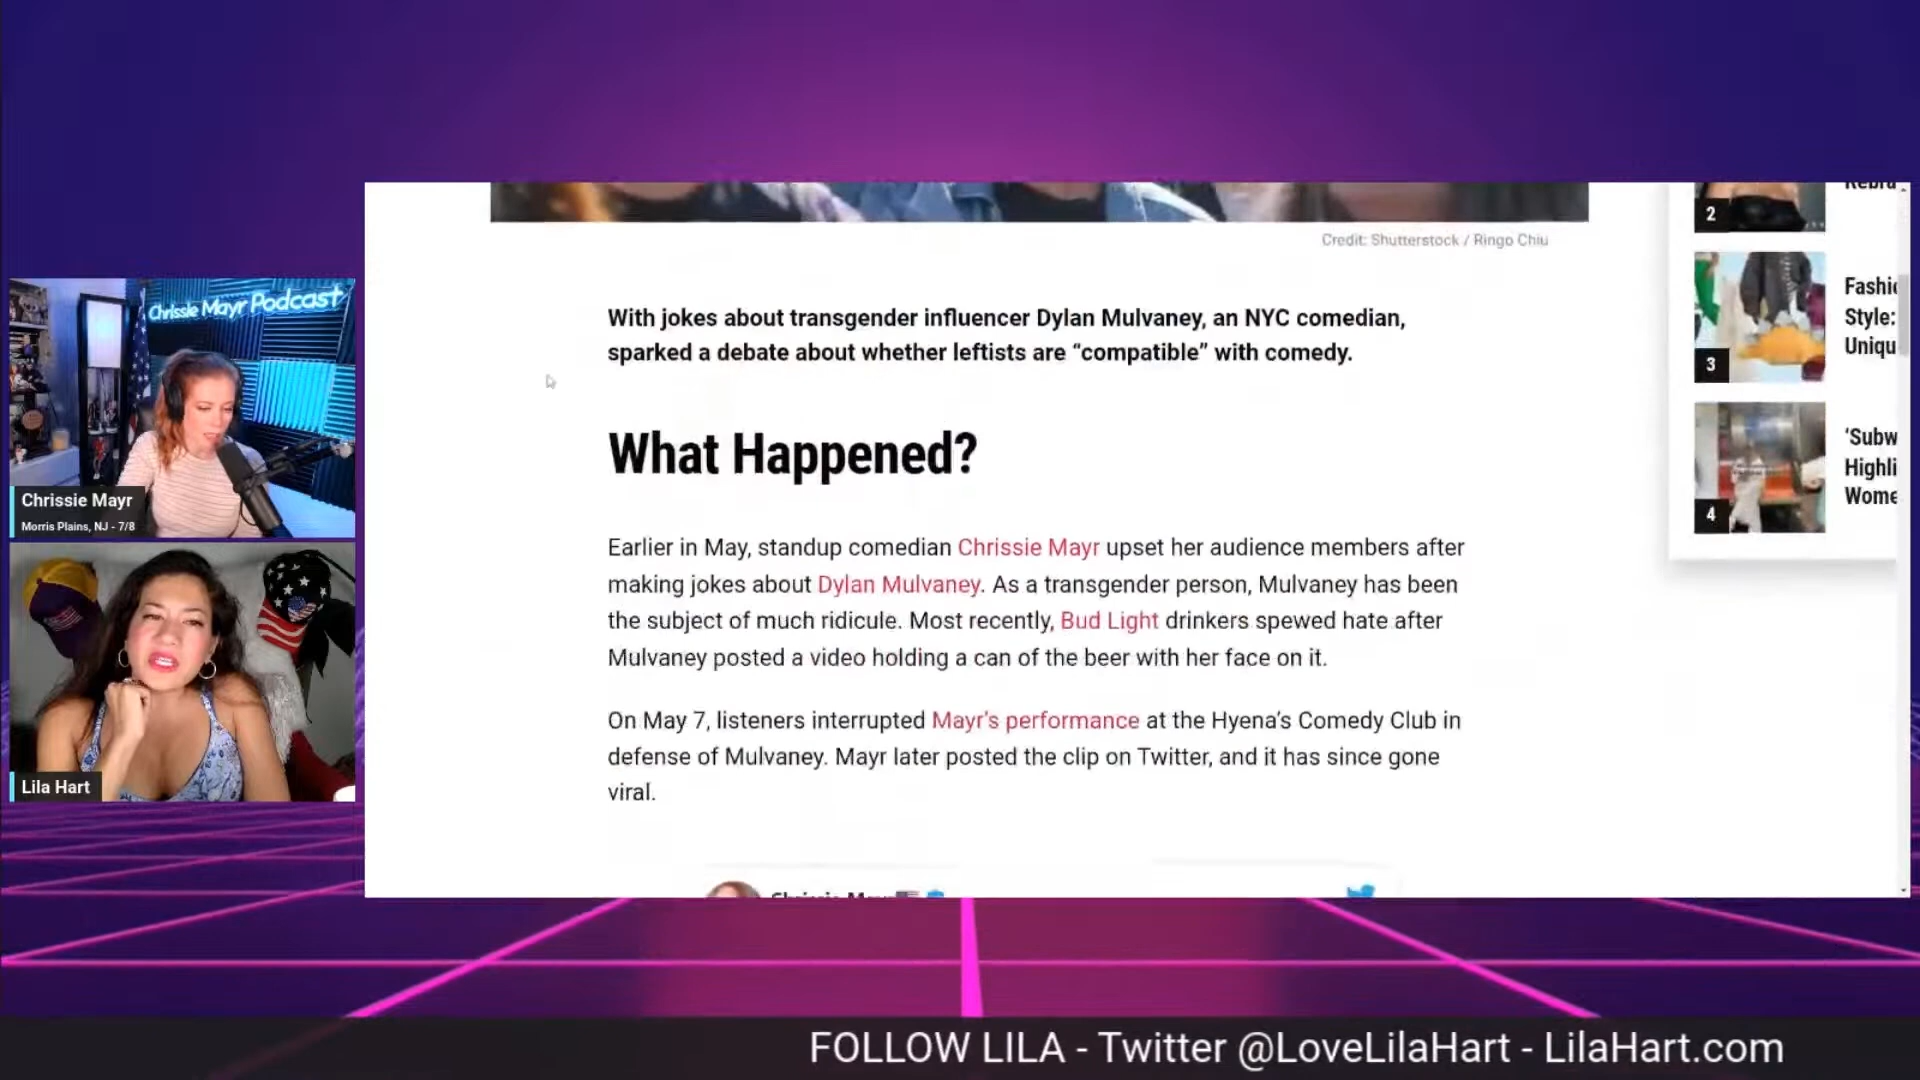 Credit: Shutterstock / Ringo Chiu
With jokes about transgender influencer Dylan Mulvaney, an NYC comedian,
sparked a debate about whether leftists are “compatible” with comedy.
What Happened?
Earlier in May, standup comedian Chrissie Mayr upset her audience members after
making jokes about Dylan Mulvaney. As a transgender person, Mulvaney has been
the subject of much ridicule. Most recently, Bud Light drinkers spewed hate after
Mulvaney posted a video holding a can of the beer with her face on it.
On May 7, listeners interrupted Mayr’s performance at the Hyena’s Comedy Club in
defense of Mulvaney. Mayr later posted the clip on Twitter, and it has since gone
viral.
2
Fashic
Style:
Uniqu
3
‘Subw
Highli
Wome
4
Chrissie Mayr Podcast
Chrissie Mayr
Morris Plains, NJ - 7/8
Lila Hart
FOLLOW LILA - Twitter @LoveLilaHart - LilaHart.com